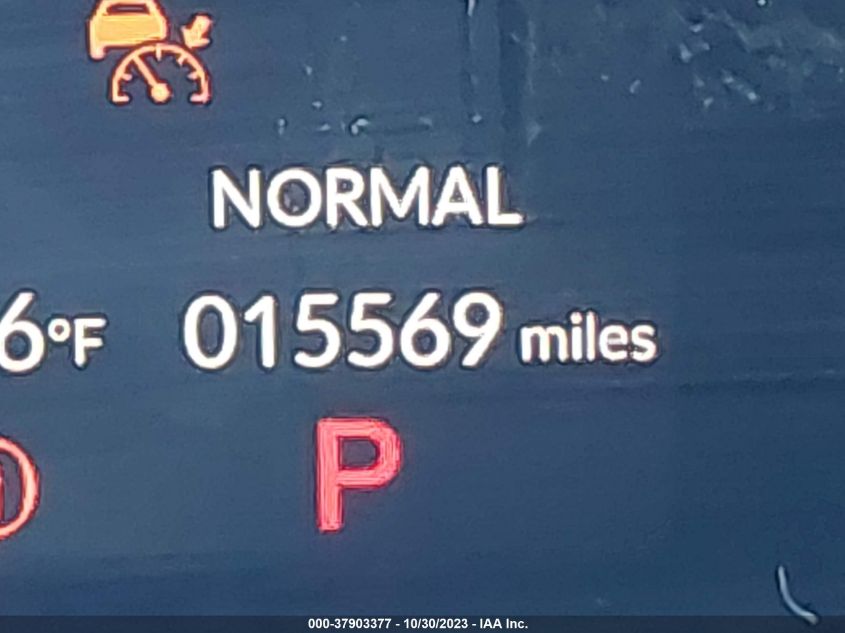 NORMAL
6°F 015569 miles
P
000-37903377 - 10/30/2023 - IAA Inc.